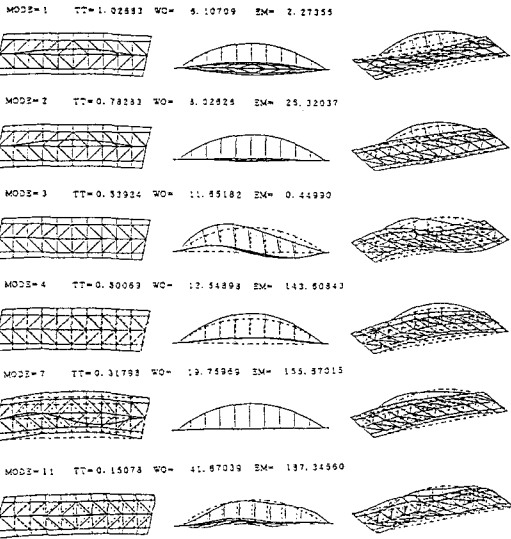 MODE=1 TT=1.02683 WO= 6.10709 EM= 2.27355
MODE=2 TT=0.78283 WO= 8.02625 EM= 25.32037
MODE=3 TT=0.53924 WO= 11.65182 EM= 0.44990
MODE=4 TT=0.50069 WO= 12.54898 EM= 143.60843
MODE=7 TT=0.31798 WO= 19.75969 EM= 155.57015
MODE=11 TT=0.15078 WO= 41.67039 EM= 137.34560